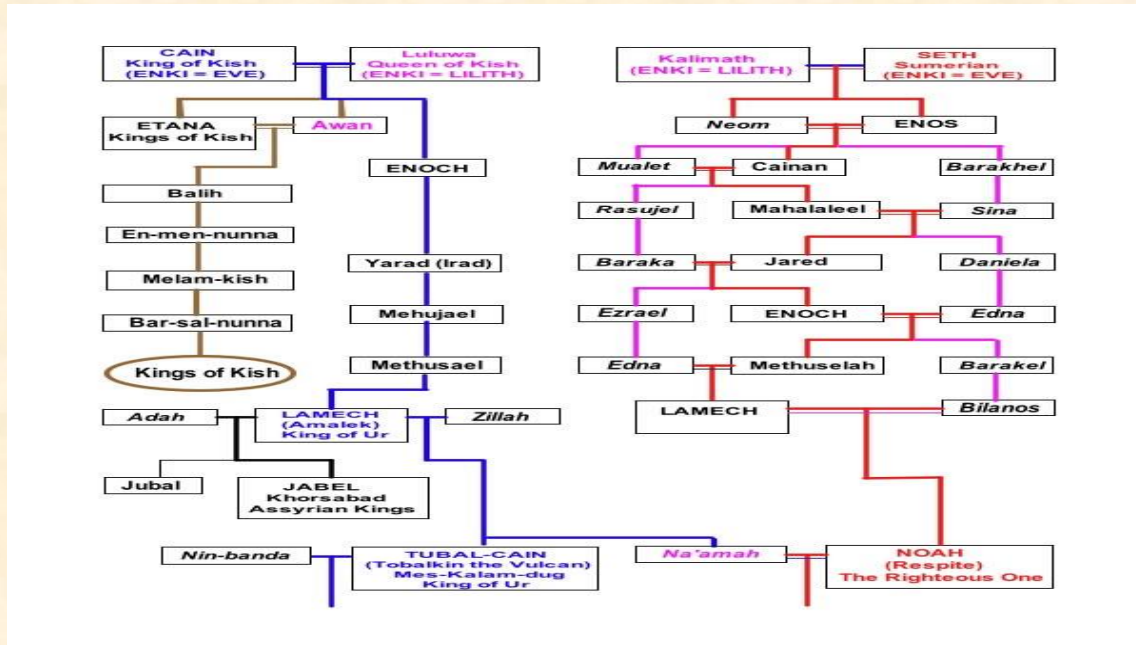 CAIN
King of Kish
(ENKI = EVE)
Luluwa
Queen of Kish
(ENKI = LILITH)
Kalimath
(ENKI = LILITH)
SETH
Sumerian
(ENKI = EVE)
ETANA
Kings of Kish
Awan
Neom
ENOS
ENOCH
Mualet
Cainan
Barakhel
Balih
Rasujel
Mahalaleel
Sina
En-men-nunna
Yarad (Irad)
Baraka
Jared
Daniela
Melam-kish
Mehujael
Ezrael
ENOCH
Edna
Bar-sal-nunna
Kings of Kish
Methusael
Edna
Methuselah
Barakel
Adah
LAMECH
(Amalek)
King of Ur
Zillah
LAMECH
Bilanos
Jubal
JABEL
Khorsabad
Assyrian Kings
Nin-banda
TUBAL-CAIN
(Tobalkin the Vulcan)
Mes-Kalam-dug
King of Ur
Na'amah
NOAH
(Respite)
The Righteous One